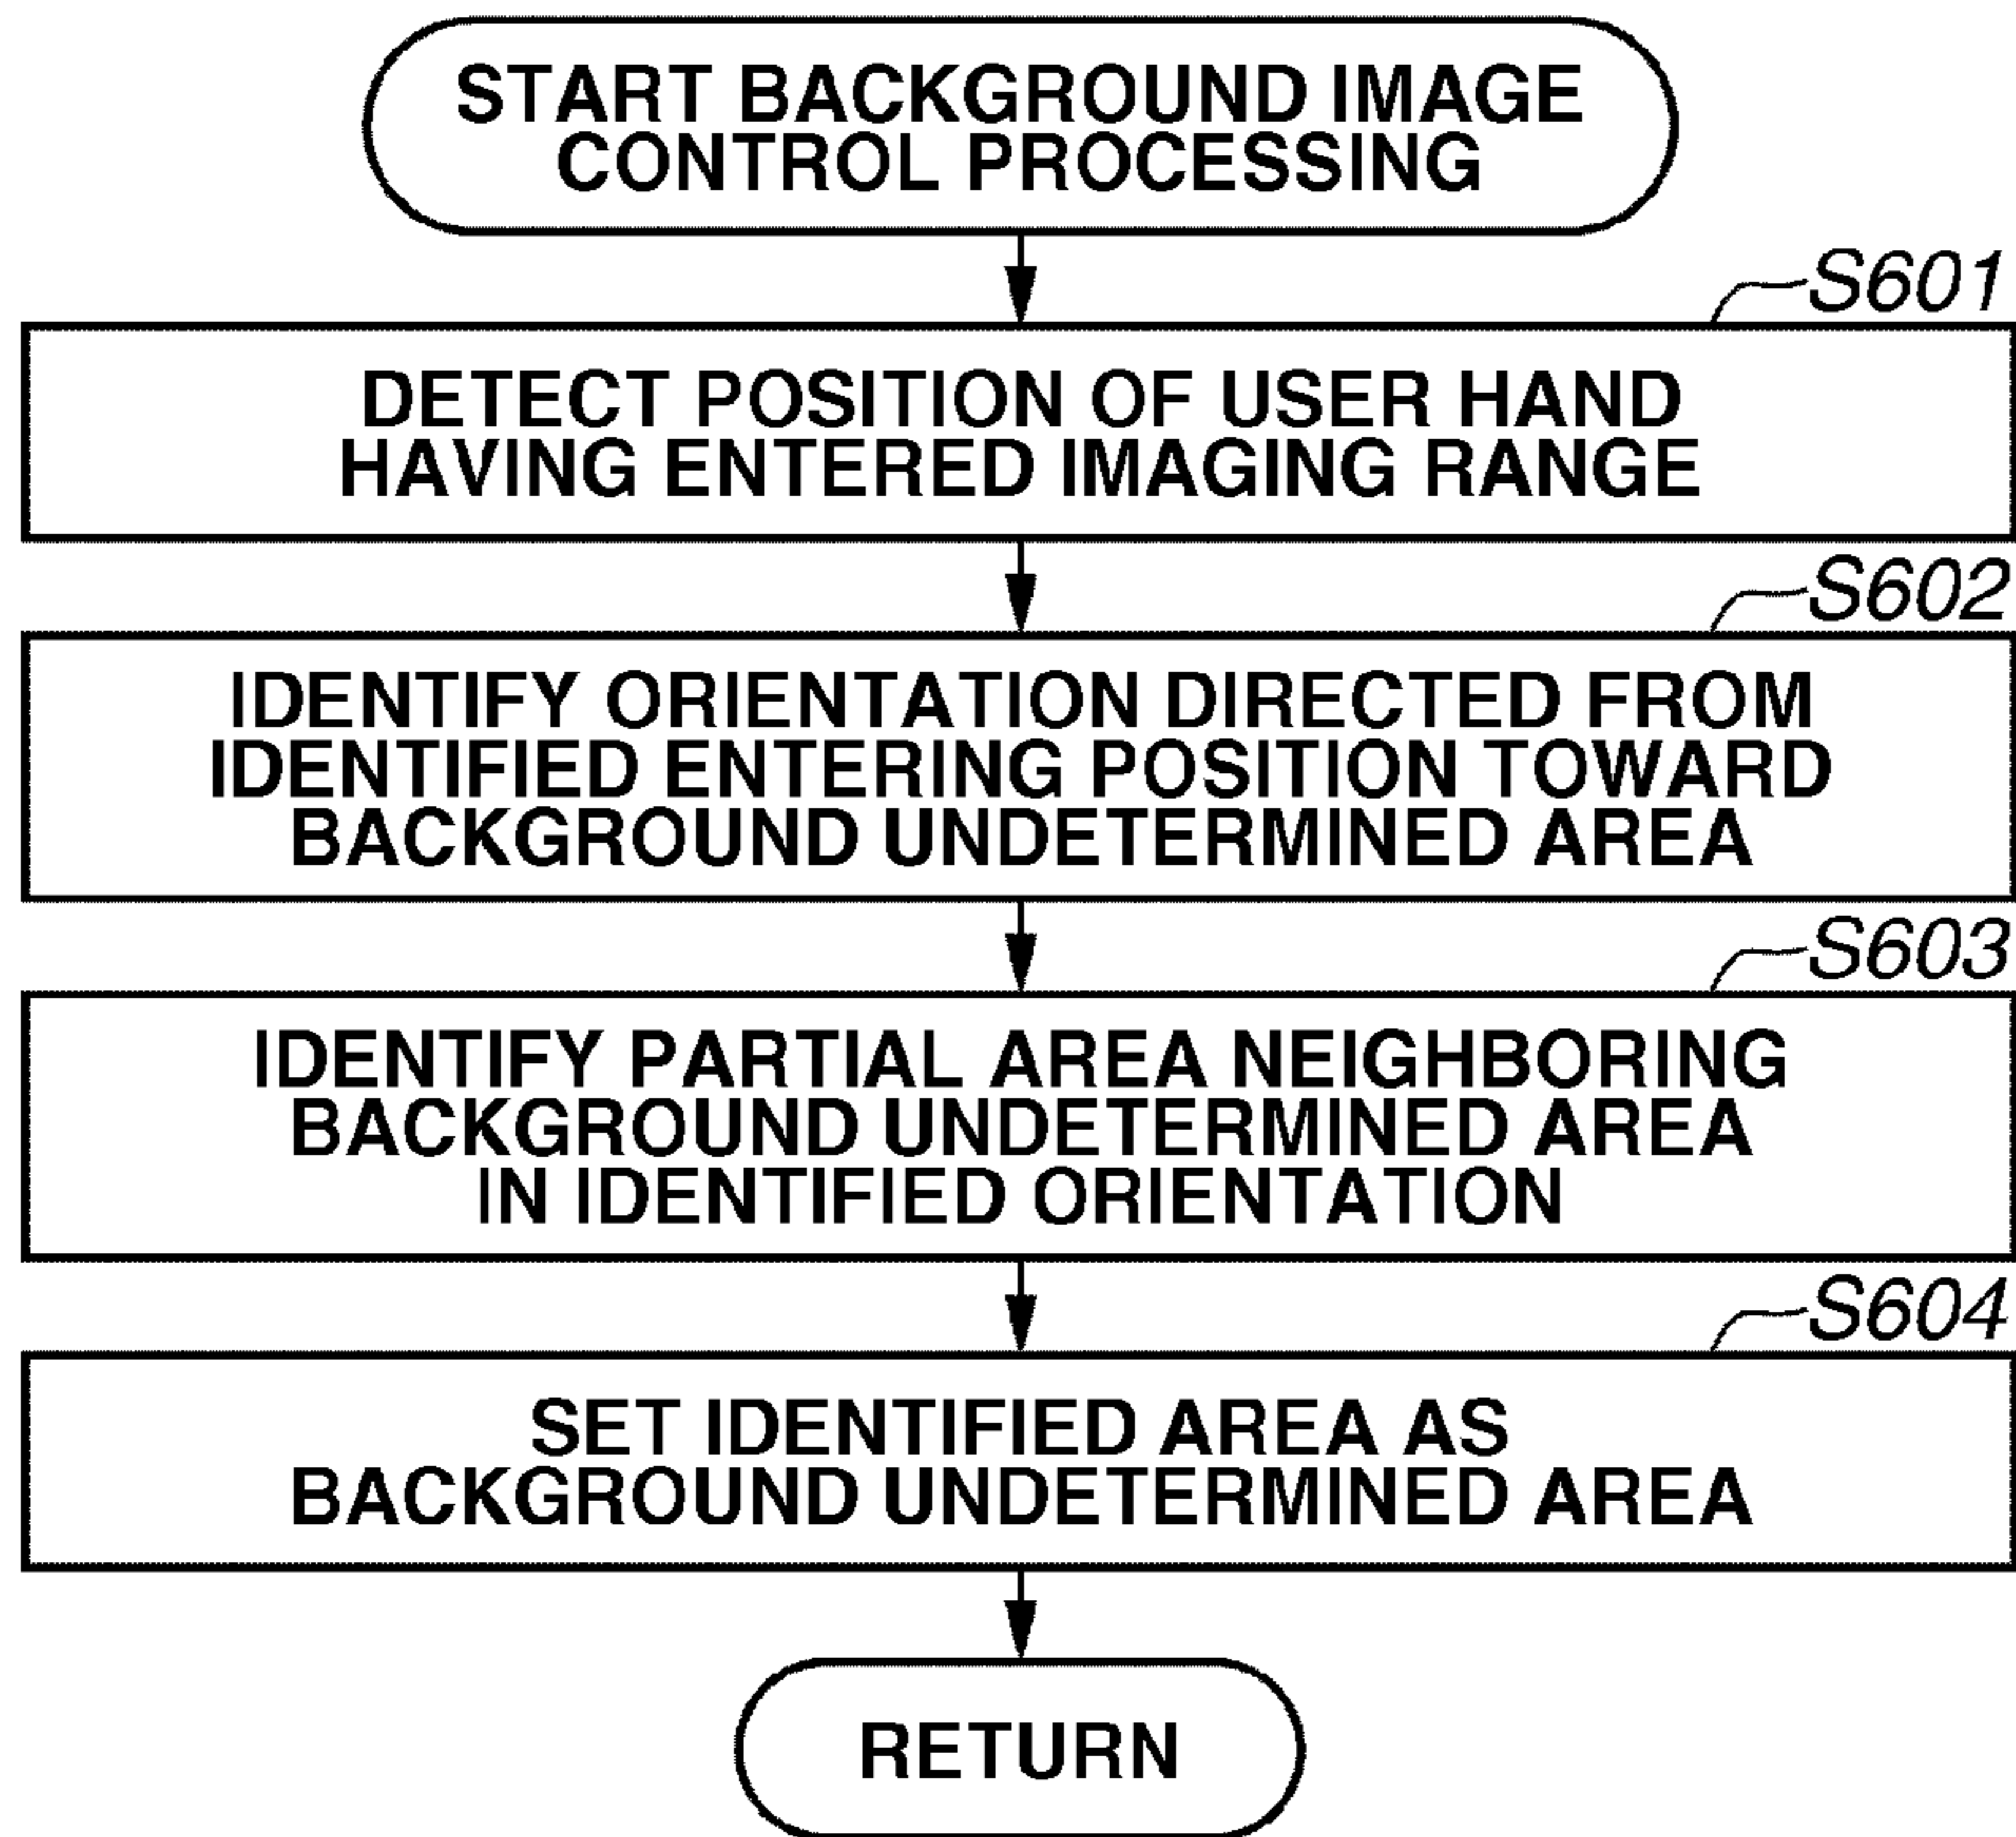 START BACKGROUND IMAGE
CONTROL PROCESSING
S601
DETECT POSITION OF USER HAND
HAVING ENTERED IMAGING RANGE
S602
IDENTIFY ORIENTATION DIRECTED FROM
IDENTIFIED ENTERING POSITION TOWARD
BACKGROUND UNDETERMINED AREA
S603
IDENTIFY PARTIAL AREA NEIGHBORING
BACKGROUND UNDETERMINED AREA
IN IDENTIFIED ORIENTATION
S604
SET IDENTIFIED AREA AS
BACKGROUND UNDETERMINED AREA
RETURN